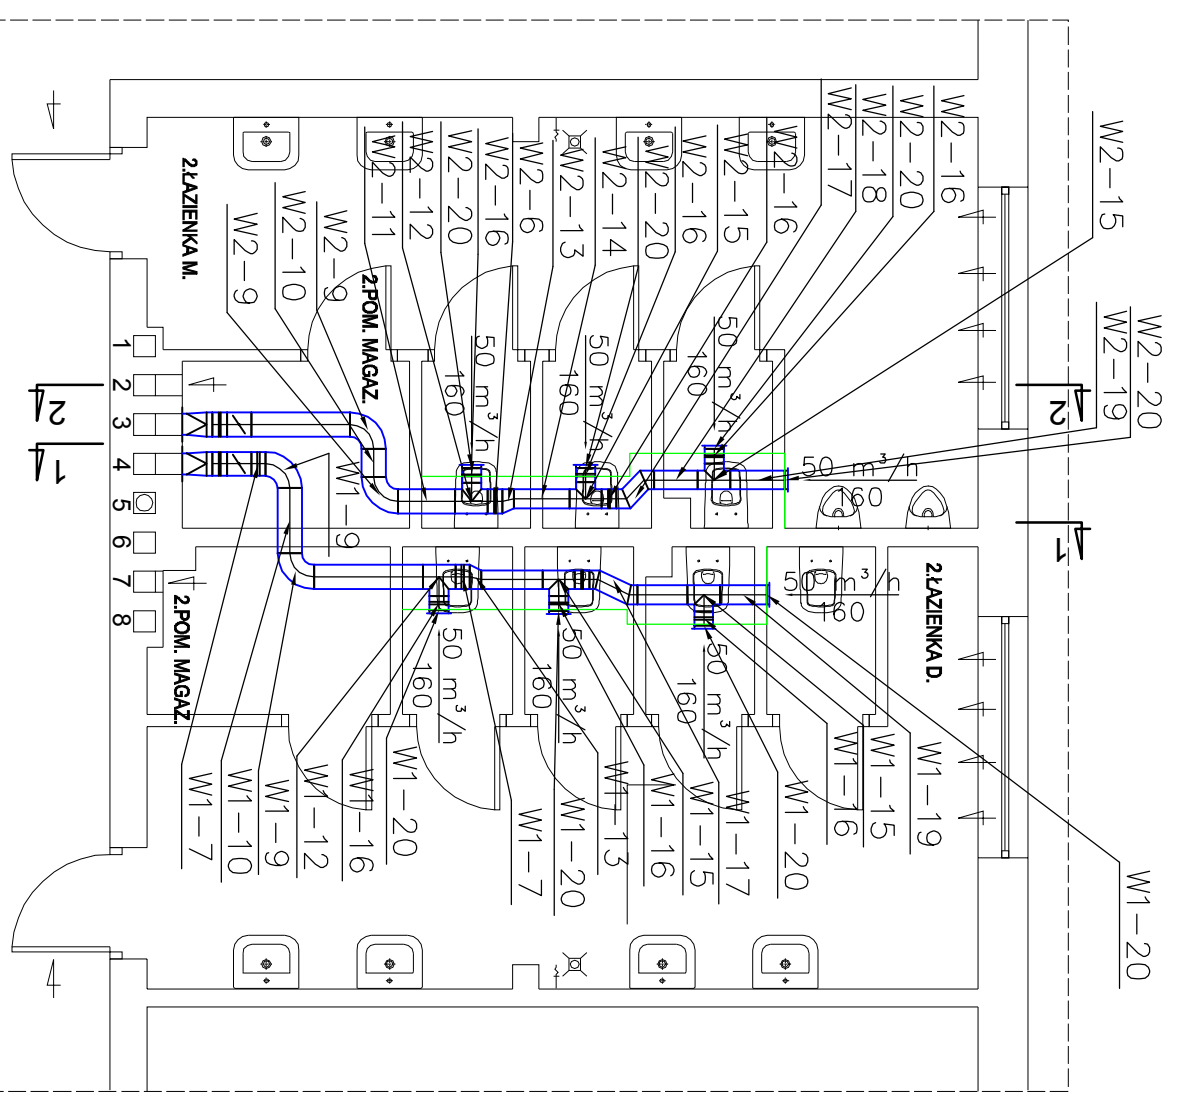 W2-11
W2-12
W2-20
W2-16
W2-6
W2-13
W2-14
W2-20
W2-16
W2-15
W2-16
W2-17
W2-18
W2-20
W2-16
W2-15
W2-20
W2-19
2.ŁAZIENKA M.
W2-9
W2-10
W2-9
2.POM. MAGAZ.
50 m³/h
160
50 m³/h
160
50 m³/h
160
50 m³/h
160
1
2
3
4
5
6
7
8
2
1
2
1
W1-9
2.POM. MAGAZ.
2.ŁAZIENKA D.
50 m³/h
160
50 m³/h
160
50 m³/h
160
50 m³/h
160
W1-7
W1-10
W1-9
W1-12
W1-16
W1-20
W1-7
W1-20
W1-13
W1-16
W1-15
W1-17
W1-20
W1-16
W1-15
W1-19
W1-20